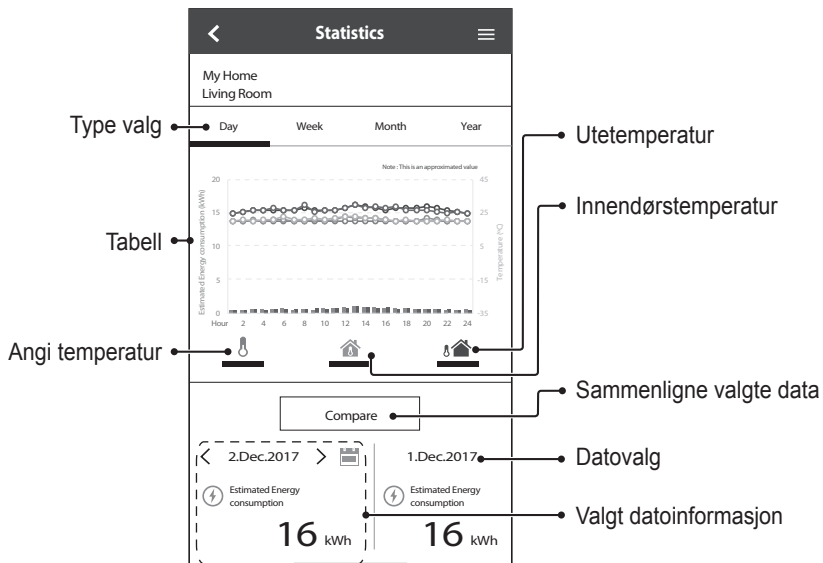 Statistics
My Home
Living Room
Type valg
Day Week Month Year
Utetemperatur
Note : This is an approximated value
20 45
Innendørstemperatur
15 25
Estimated Energy consumption (kWh)
Temperature (ºC)
Tabell
10 5
5 -15
0 -35
Hour 2 4 6 8 10 12 14 16 18 20 22 24
Angi temperatur
Sammenligne valgte data
Compare
2.Dec.2017 1.Dec.2017
Datovalg
Estimated Energy Estimated Energy
consumption consumption
Valgt datoinformasjon
16 kWh 16 kWh